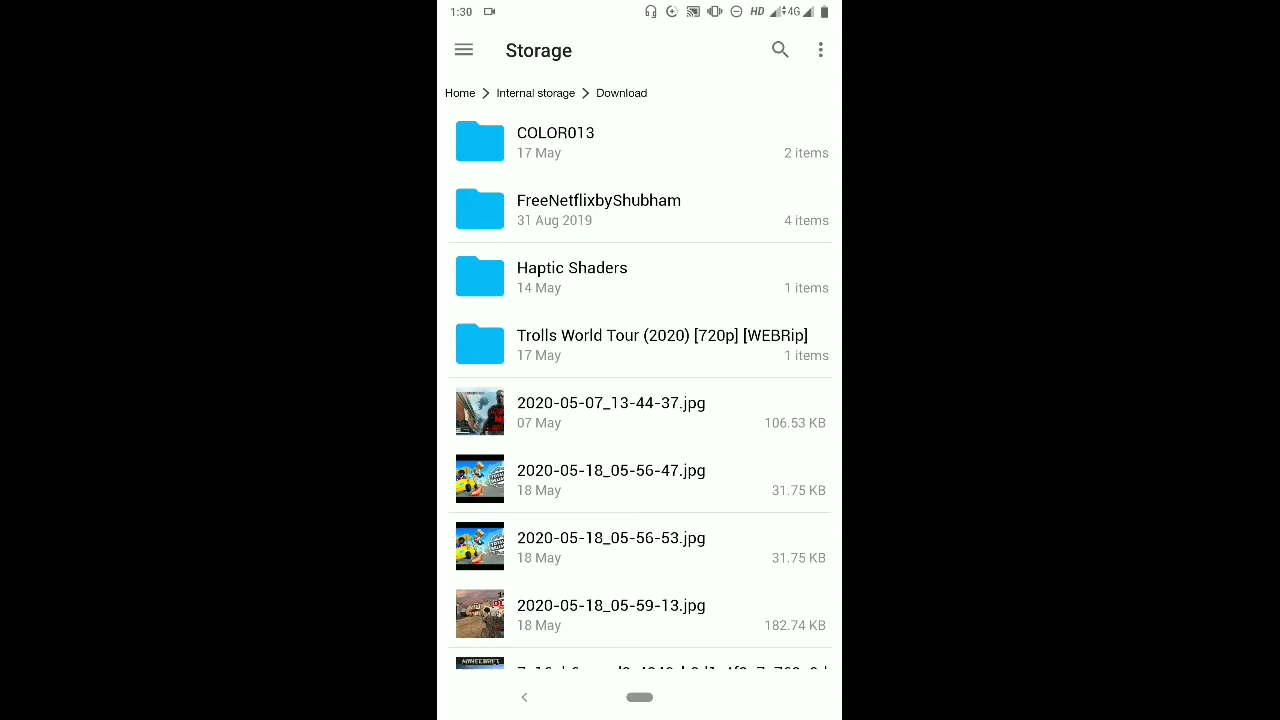 1:30 HD 4G
Storage
Home Internal storage Download
COLOR013
17 May 2 items
FreeNetflixbyShubham
31 Aug 2019 4 items
Haptic Shaders
14 May 1 items
Trolls World Tour (2020) [720p] [WEBRip]
17 May 1 items
2020-05-07_13-44-37.jpg
07 May 106.53 KB
2020-05-18_05-56-47.jpg
18 May 31.75 KB
2020-05-18_05-56-53.jpg
18 May 31.75 KB
2020-05-18_05-59-13.jpg
18 May 182.74 KB
MINECRAFT